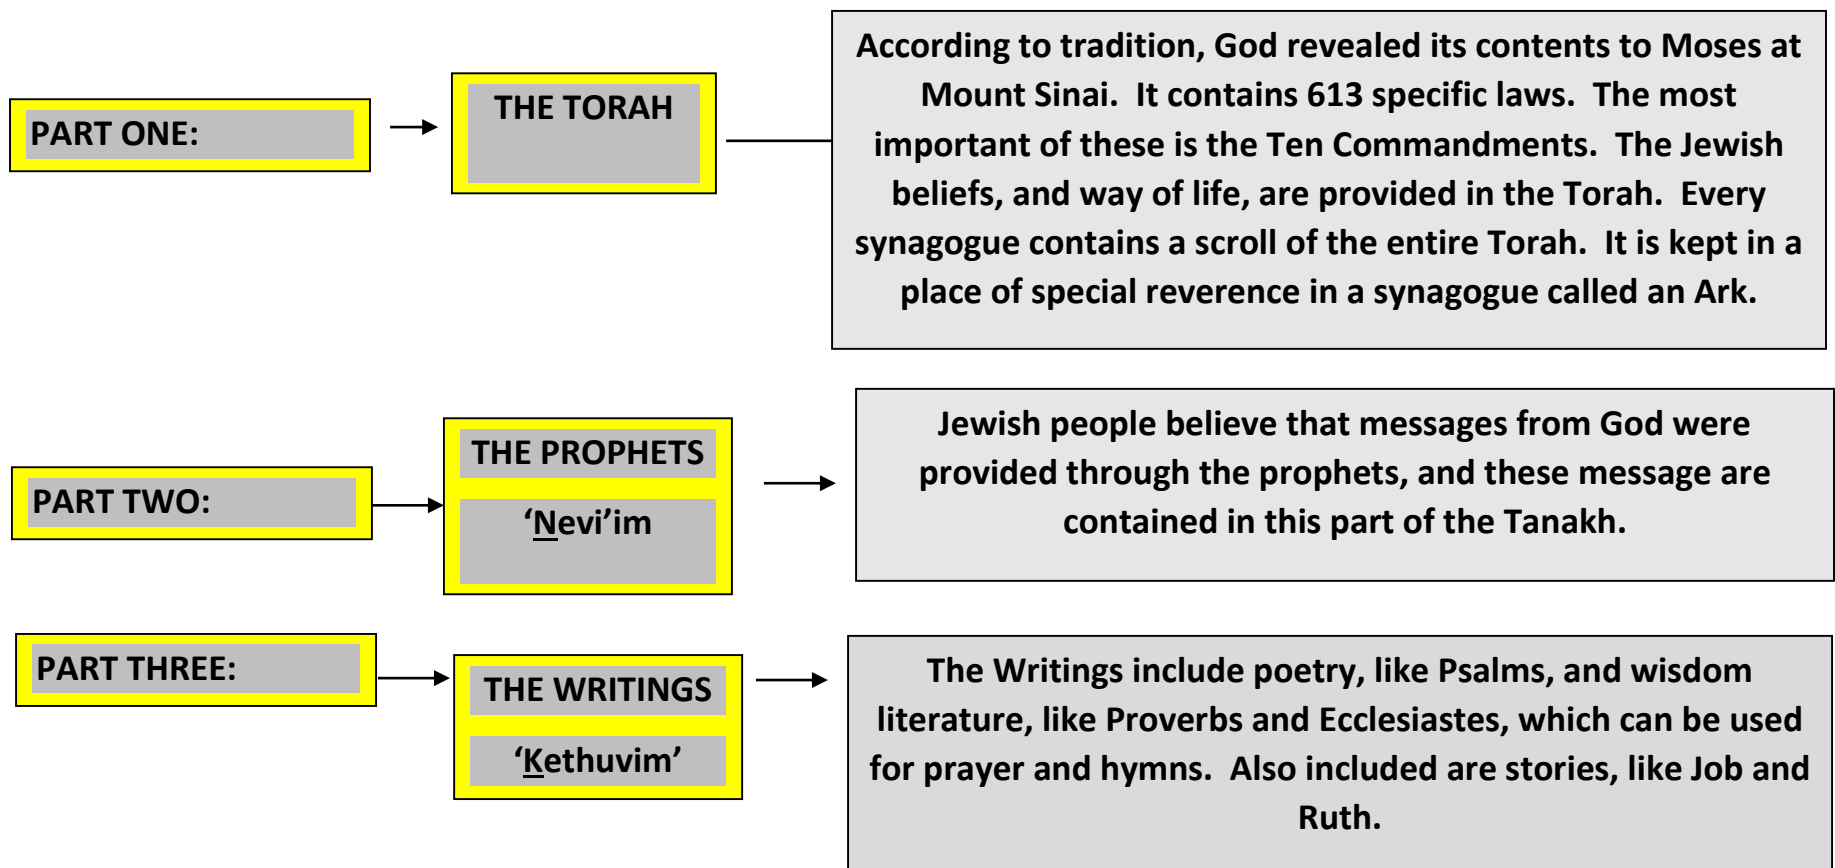 PART ONE:
THE TORAH
According to tradition, God revealed its contents to Moses at
Mount Sinai.  It contains 613 specific laws.  The most
important of these is the Ten Commandments.  The Jewish
beliefs, and way of life, are provided in the Torah.  Every
synagogue contains a scroll of the entire Torah.  It is kept in a
place of special reverence in a synagogue called an Ark.
PART TWO:
THE PROPHETS
‘Nevi’im
Jewish people believe that messages from God were
provided through the prophets, and these message are
contained in this part of the Tanakh.
PART THREE:
THE WRITINGS
‘Kethuvim’
The Writings include poetry, like Psalms, and wisdom
literature, like Proverbs and Ecclesiastes, which can be used
for prayer and hymns.  Also included are stories, like Job and
Ruth.